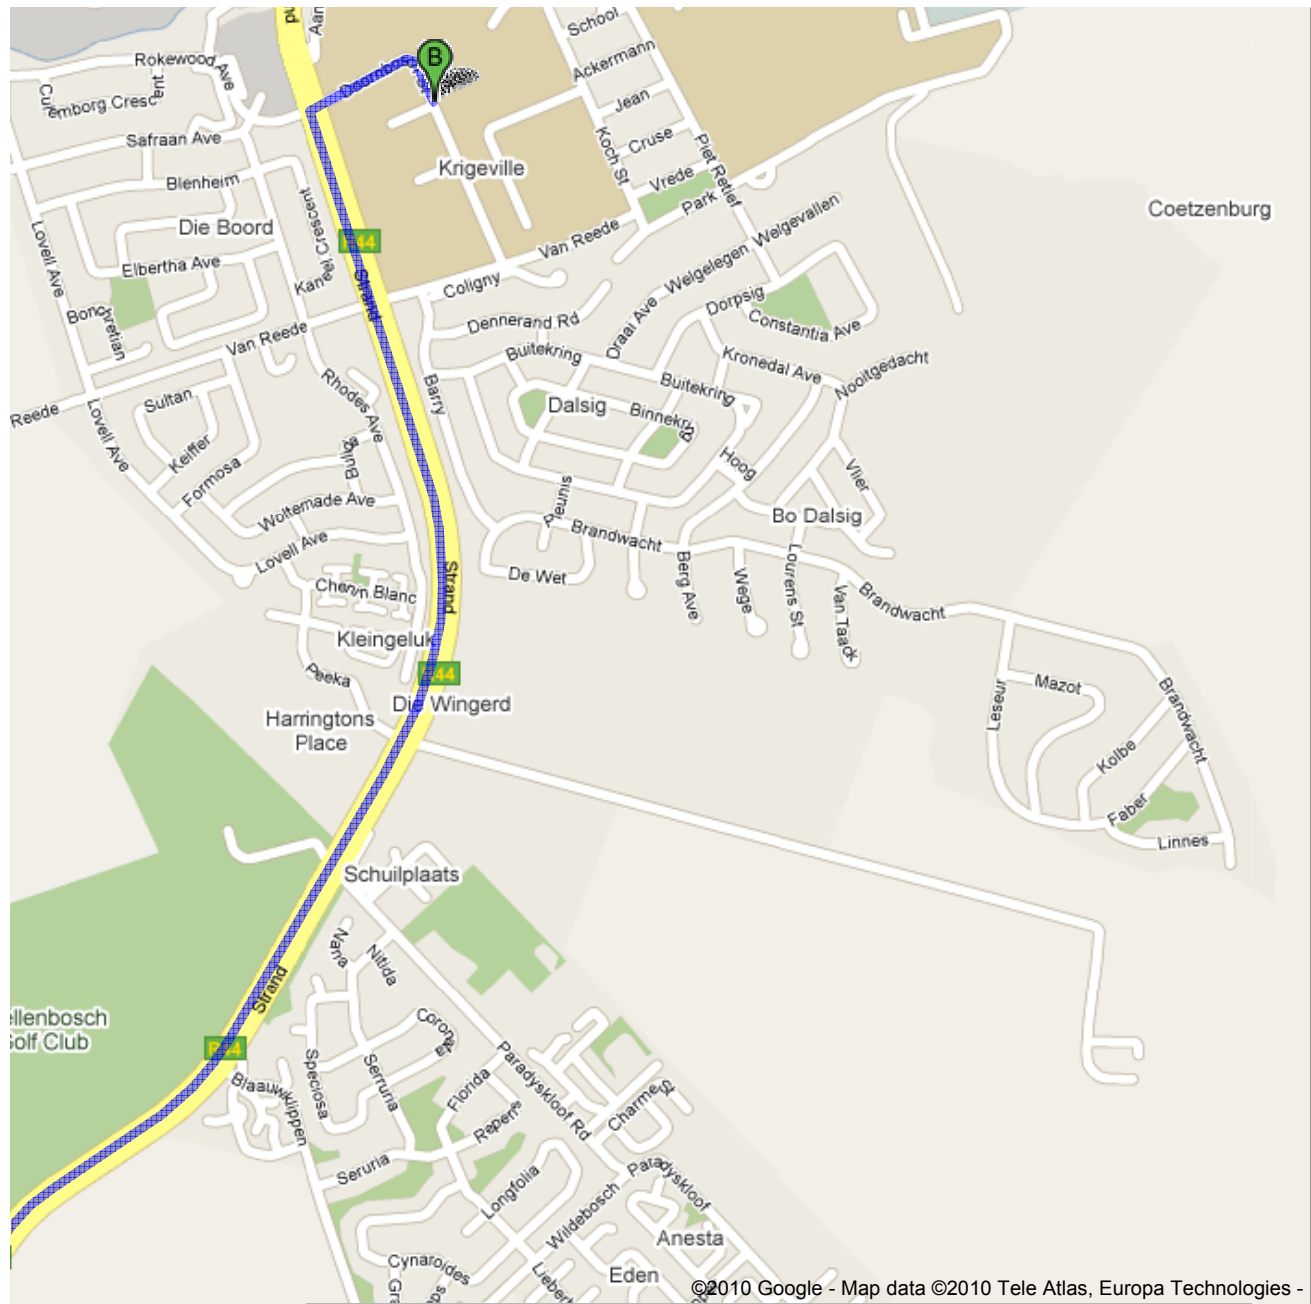 School
Rokewood Ave
B
Ackermann
Jean
Safraan Ave
Cruse
Koch St
Piet Retief
Krigeville
Blenheim
Vrede
Park
Coetzenburg
Die Boord
Lovell Ave
R44
Van Reede
Welgevallen
Elbertha Ave
Welgelegen
Coligny
Strand
Dorpsig
Dennerand Rd
Draai Ave
Constantia Ave
Van Reede
Buitekring
Kronedal Ave
Nooitgedacht
Rhodes Ave
Barry
Buitekring
Sultan
Dalsig
Reede
Lovell Ave
Keiffer
Hoog
Formosa
Vlier
Woltemade Ave
Bo Dalsig
Brandwacht
Lovell Ave
De Wet
Strand
Berg Ave
Wege
Lourens St
Van Taack
Brandwacht
Chenin Blanc
Kleingeluk
44
Peeka
Mazot
Leseur
Brandwacht
Die Wingerd
Harringtons
Place
Kolbe
Faber
Linnes
Schuilplaats
Nana
Nitida
Strand
ellenbosch
Golf Club
R44
Speciosa
Serruria
Florida
Paradyskloof Rd
Charme St
Blaauwklippen
Repens
Seruria
Longfolia
Paradyskloof
Wildebosch
Anesta
Cynaroides
Eden
©2010 Google - Map data ©2010 Tele Atlas, Europa Technologies -